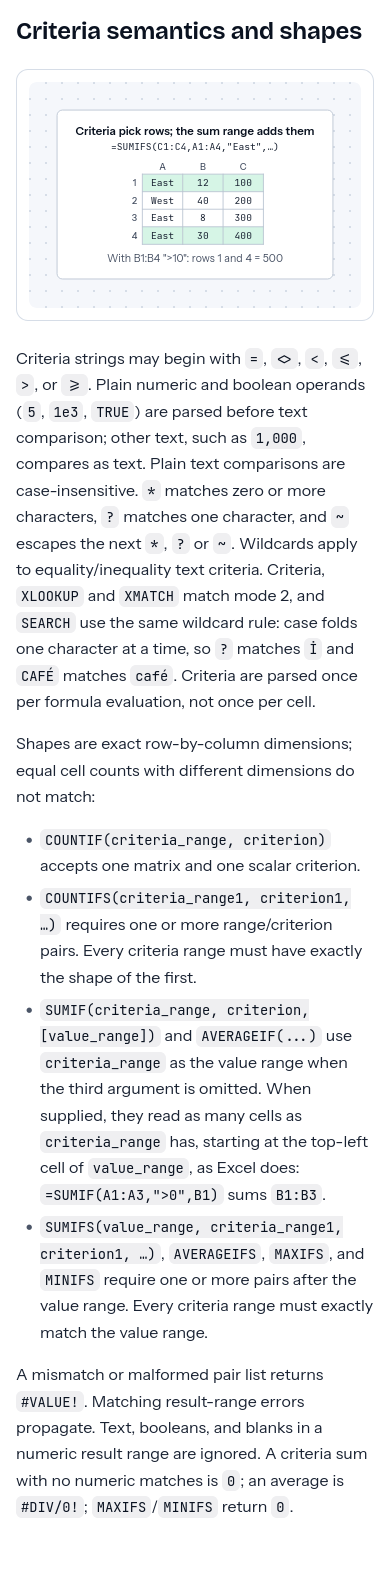 Criteria semantics and shapes
Criteria pick rows; the sum range adds them
=SUMIFS(C1:C4,A1:A4,"East",…)
A B C
1 East 12 100
2 West 40 200
3 East 8 300
4 East 30 400
With B1:B4 ">10": rows 1 and 4 = 500
Criteria strings may begin with =, <>, <, <=,
>, or >=. Plain numeric and boolean operands
(5, 1e3, TRUE) are parsed before text
comparison; other text, such as 1,000,
compares as text. Plain text comparisons are
case-insensitive. * matches zero or more
characters, ? matches one character, and ~
escapes the next *, ? or ~. Wildcards apply
to equality/inequality text criteria. Criteria,
XLOOKUP and XMATCH match mode 2, and
SEARCH use the same wildcard rule: case folds
one character at a time, so ? matches İ and
CAFÉ matches café. Criteria are parsed once
per formula evaluation, not once per cell.
Shapes are exact row-by-column dimensions;
equal cell counts with different dimensions do
not match:
• COUNTIF(criteria_range, criterion)
accepts one matrix and one scalar criterion.
• COUNTIFS(criteria_range1, criterion1,
…) requires one or more range/criterion
pairs. Every criteria range must have exactly
the shape of the first.
• SUMIF(criteria_range, criterion,
[value_range]) and AVERAGEIF(...) use
criteria_range as the value range when
the third argument is omitted. When
supplied, they read as many cells as
criteria_range has, starting at the top-left
cell of value_range, as Excel does:
=SUMIF(A1:A3,">0",B1) sums B1:B3.
• SUMIFS(value_range, criteria_range1,
criterion1, …), AVERAGEIFS, MAXIFS, and
MINIFS require one or more pairs after the
value range. Every criteria range must exactly
match the value range.
A mismatch or malformed pair list returns
#VALUE!. Matching result-range errors
propagate. Text, booleans, and blanks in a
numeric result range are ignored. A criteria sum
with no numeric matches is 0; an average is
#DIV/0!; MAXIFS/MINIFS return 0.